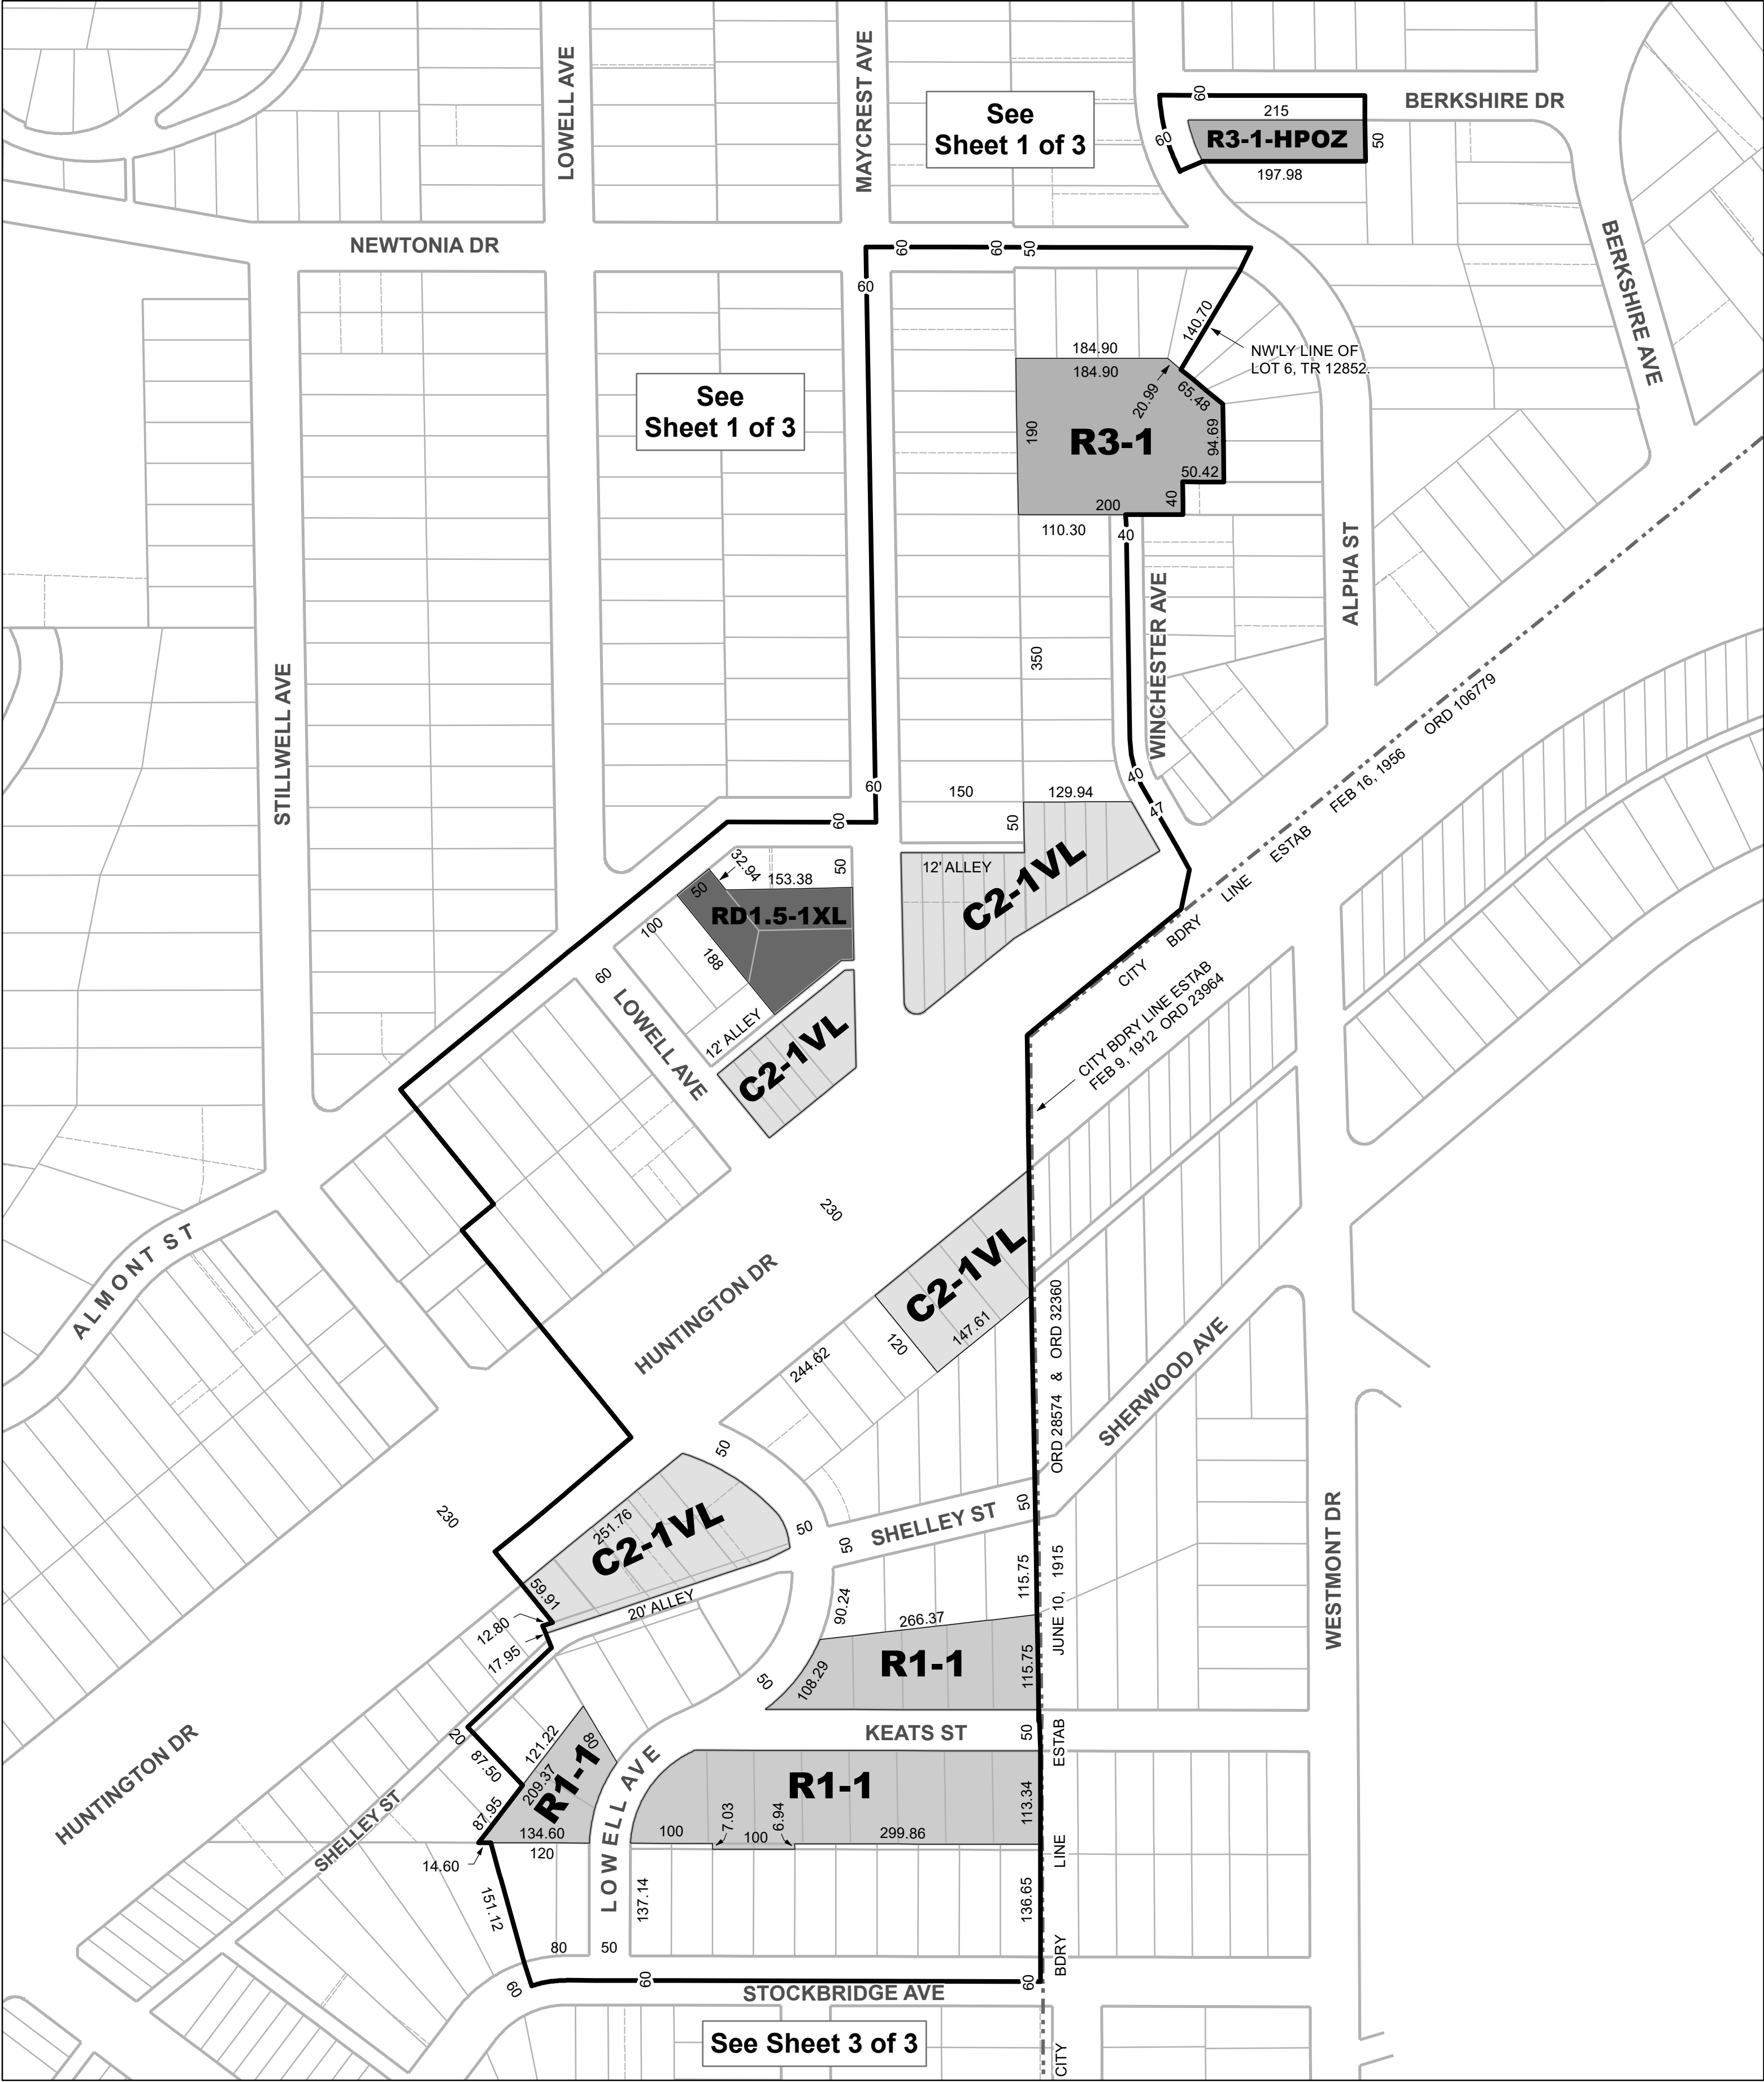 LOWELL AVE
MAYCREST AVE
See
Sheet 1 of 3
60
BERKSHIRE DR
215
R3-1-HPOZ
60
50
197.98
NEWTONIA DR
60
60
50
BERKSHIRE AVE
60
140.70
NW'LY LINE OF
LOT 6, TR 12852.
184.90
184.90
20.99
65.48
See
Sheet 1 of 3
190
R3-1
94.69
50.42
40
200
110.30
40
WINCHESTER AVE
ALPHA ST
350
STILLWELL AVE
ORD 106779
FEB 16, 1956
ESTAB
LINE
BDRY
CITY
60
40
47
150
129.94
50
60
12' ALLEY
C2-1VL
32.94
153.38
50
50
RD1.5-1XL
100
188
60
LOWELL AVE
12' ALLEY
C2-1VL
CITY BDRY LINE ESTAB
FEB 9, 1912 ORD 23964
230
ALMONT ST
HUNTINGTON DR
C2-1VL
147.61
120
244.62
ORD 28574 & ORD 32360
SHERWOOD AVE
50
230
251.76
C2-1VL
50
50
SHELLEY ST
50
59.91
20' ALLEY
12.80
17.95
90.24
266.37
115.75
JUNE 10, 1915
WESTMONT DR
R1-1
108.29
115.75
50
KEATS ST
50
ESTAB
HUNTINGTON DR
20
87.50
121.22
80
209.37
R1-1
87.95
134.60
120
14.60
SHELLEY ST
151.12
LOWELL AVE
R1-1
7.03
6.94
100
100
299.86
113.34
LINE
137.14
136.65
80
50
BDRY
60
60
60
STOCKBRIDGE AVE
See Sheet 3 of 3
CITY